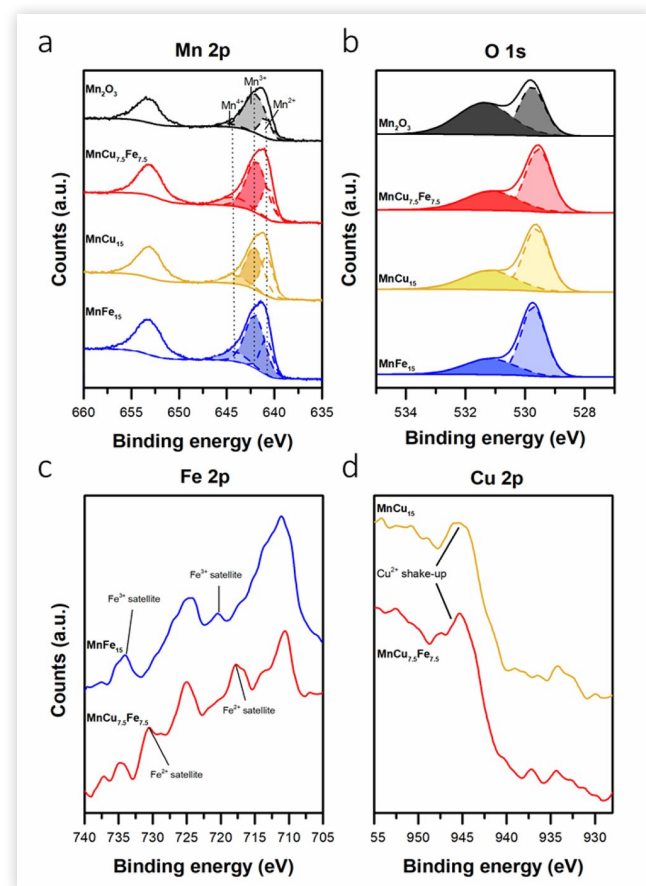 a
Mn 2p
Mn₂O₃
Mn⁴⁺
Mn³⁺
Mn²⁺
MnCu₇.₅Fe₇.₅
MnCu₁₅
MnFe₁₅
Counts (a.u.)
660 655 650 645 640 635
Binding energy (eV)
b
O 1s
Mn₂O₃
MnCu₇.₅Fe₇.₅
MnCu₁₅
MnFe₁₅
Counts (a.u.)
534 532 530 528
Binding energy (eV)
c
Fe 2p
Fe³⁺ satellite
Fe³⁺ satellite
MnFe₁₅
MnCu₇.₅Fe₇.₅
Fe²⁺ satellite
Fe²⁺ satellite
Counts (a.u.)
740 735 730 725 720 715 710 705
Binding energy (eV)
d
Cu 2p
MnCu₁₅
Cu²⁺ shake-up
MnCu₇.₅Fe₇.₅
55 950 945 940 935 930
Binding energy (eV)